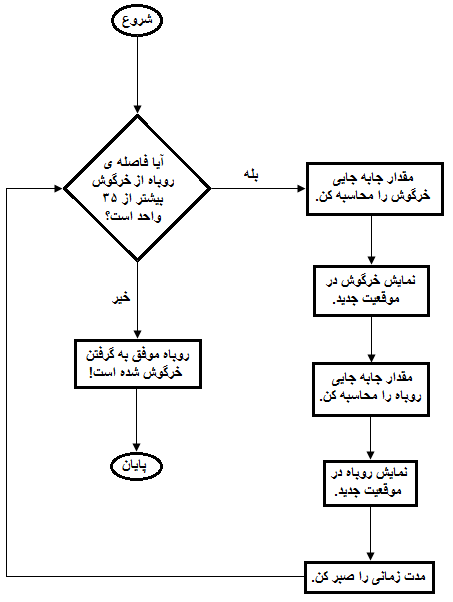 شروع
آیا فاصله ی
روباه از خرگوش
بیشتر از ۳۵
واحد است؟
بله
مقدار جابه جایی
خرگوش را محاسبه کن.
نمایش خرگوش در
موقعیت جدید.
مقدار جابه جایی
روباه را محاسبه کن.
نمایش روباه در
موقعیت جدید.
مدت زمانی را صبر کن.
خیر
روباه موفق به گرفتن
خرگوش شده است!
پایان